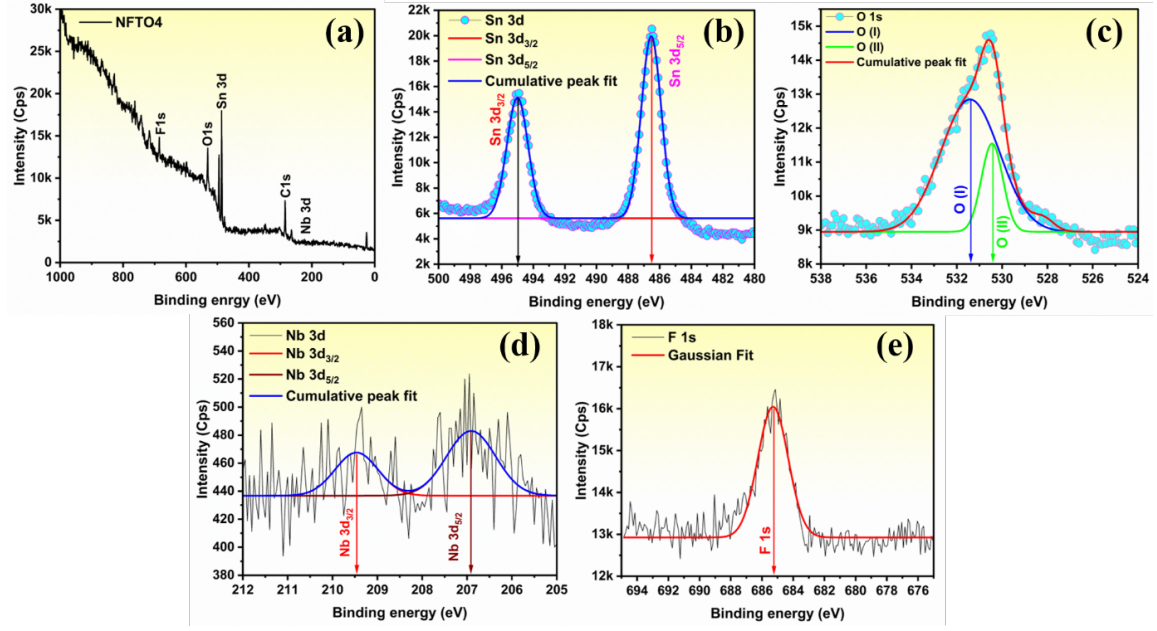 (a)
NFTO4
30k
25k
20k
15k
10k
5k
0
Intensity (Cps)
F1s
O1s
Sn 3d
C1s
Nb 3d
1000 800 600 400 200 0
Binding energy (eV)
(b)
Sn 3d
Sn 3d3/2
Sn 3d5/2
Cumulative peak fit
22k
20k
18k
16k
14k
12k
10k
8k
6k
4k
2k
Intensity (Cps)
Sn 3d3/2
Sn 3d5/2
500 498 496 494 492 490 488 486 484 482 480
Binding energy (eV)
(c)
O 1s
O (I)
O (II)
Cumulative peak fit
15k
14k
13k
12k
11k
10k
9k
8k
Intensity (Cps)
O (I)
O (II)
538 536 534 532 530 528 526 524
Binding energy (eV)
(d)
Nb 3d
Nb 3d3/2
Nb 3d5/2
Cumulative peak fit
560
540
520
500
480
460
440
420
400
380
Intensity (Cps)
Nb 3d3/2
Nb 3d5/2
212 211 210 209 208 207 206 205
Binding energy (eV)
(e)
F 1s
Gaussian Fit
18k
17k
16k
15k
14k
13k
12k
Intensity (Cps)
F 1s
694 692 690 688 686 684 682 680 678 676
Binding energy (eV)